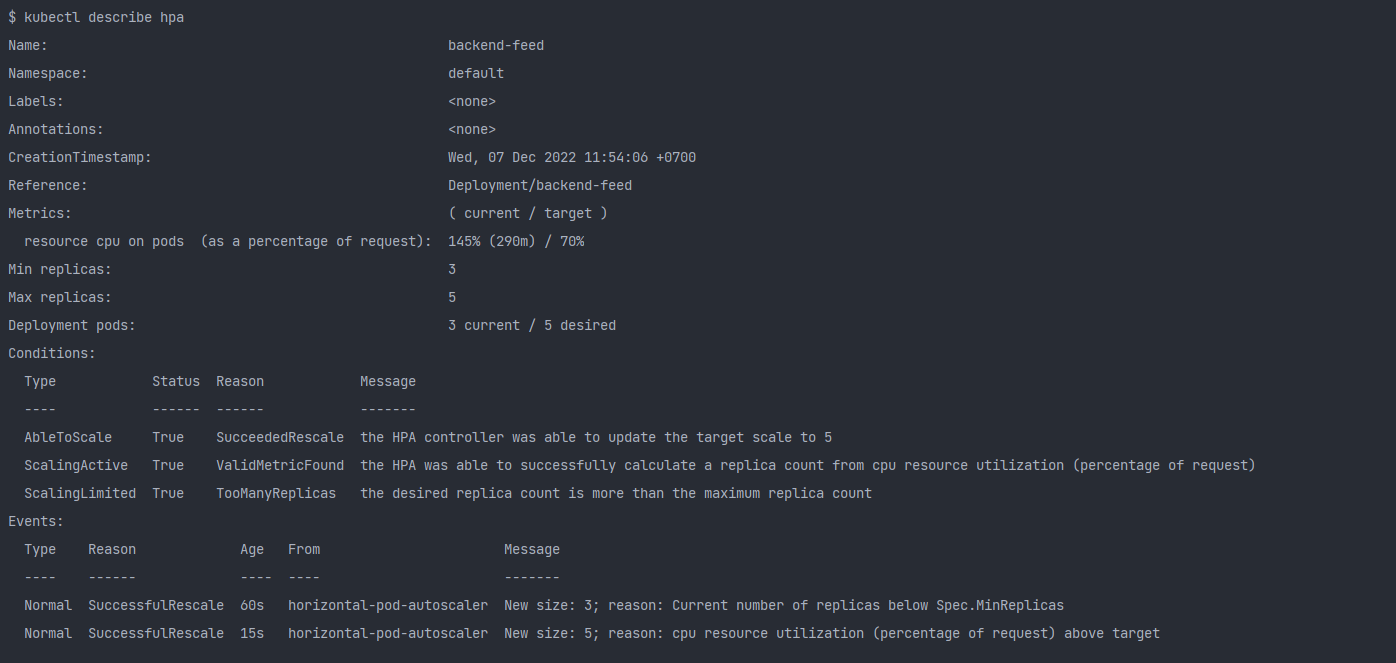 $ kubectl describe hpa
Name:                                                  backend-feed
Namespace:                                             default
Labels:                                                <none>
Annotations:                                           <none>
CreationTimestamp:                                     Wed, 07 Dec 2022 11:54:06 +0700
Reference:                                             Deployment/backend-feed
Metrics:                                               ( current / target )
  resource cpu on pods  (as a percentage of request):  145% (290m) / 70%
Min replicas:                                          3
Max replicas:                                          5
Deployment pods:                                       3 current / 5 desired
Conditions:
  Type            Status  Reason            Message
  ----            ------  ------            -------
  AbleToScale     True    SucceededRescale  the HPA controller was able to update the target scale to 5
  ScalingActive   True    ValidMetricFound  the HPA was able to successfully calculate a replica count from cpu resource utilization (percentage of request)
  ScalingLimited  True    TooManyReplicas   the desired replica count is more than the maximum replica count
Events:
  Type    Reason             Age   From                       Message
  ----    ------             ----  ----                       -------
  Normal  SuccessfulRescale  60s   horizontal-pod-autoscaler  New size: 3; reason: Current number of replicas below Spec.MinReplicas
  Normal  SuccessfulRescale  15s   horizontal-pod-autoscaler  New size: 5; reason: cpu resource utilization (percentage of request) above target